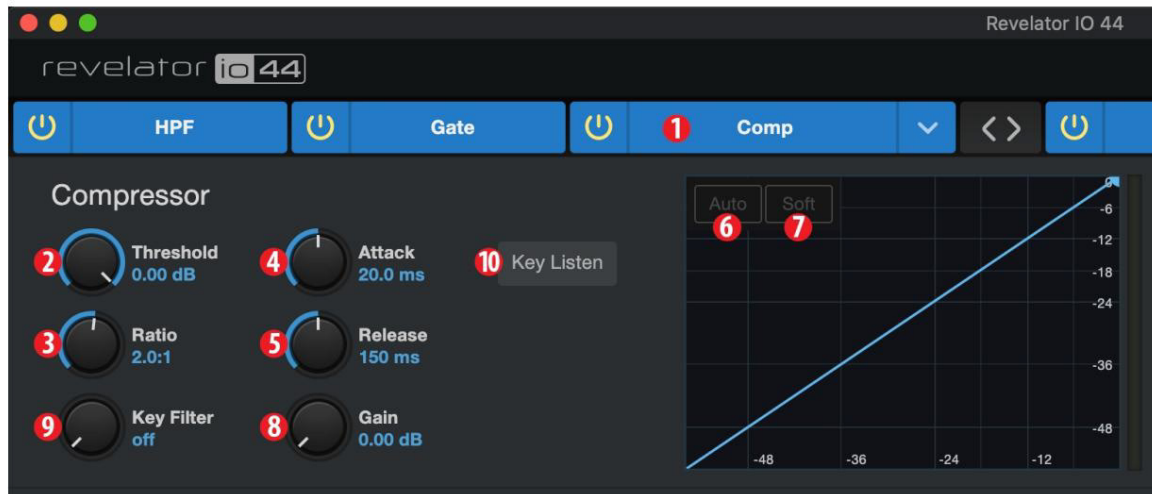 Revelator IO 44
revelator io 44
HPF
Gate
1
Comp
Compressor
2
Threshold
0.00 dB
4
Attack
20.0 ms
10
Key Listen
3
Ratio
2.0:1
5
Release
150 ms
9
Key Filter
off
8
Gain
0.00 dB
Auto
6
Soft
7
0
-6
-12
-18
-24
-36
-48
-48
-36
-24
-12